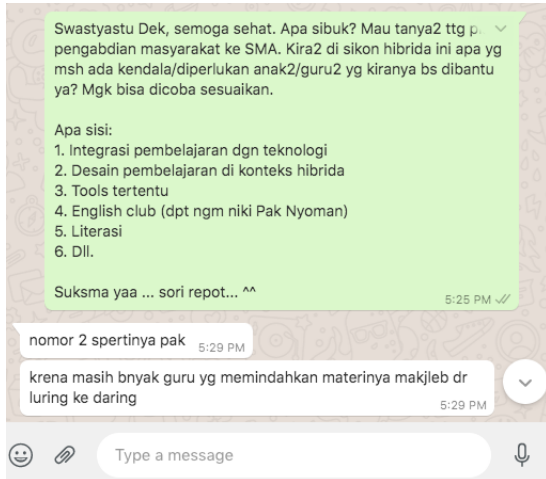 Swastyastu Dek, semoga sehat. Apa sibuk? Mau tanya2 ttg p.
pengabdian masyarakat ke SMA. Kira2 di sikon hibrida ini apa yg
msh ada kendala/diperlukan anak2/guru2 yg kiranya bs dibantu
ya? Mgk bisa dicoba sesuaikan.
Apa sisi:
1. Integrasi pembelajaran dgn teknologi
2. Desain pembelajaran di konteks hibrida
3. Tools tertentu
4. English club (dpt ngm niki Pak Nyoman)
5. Literasi
6. Dll.
Suksma yaa ... sori repot... ^^
5:25 PM
nomor 2 spertinya pak 5:29 PM
krena masih bnyak guru yg memindahkan materinya makjleb dr
luring ke daring
5:29 PM
Type a message